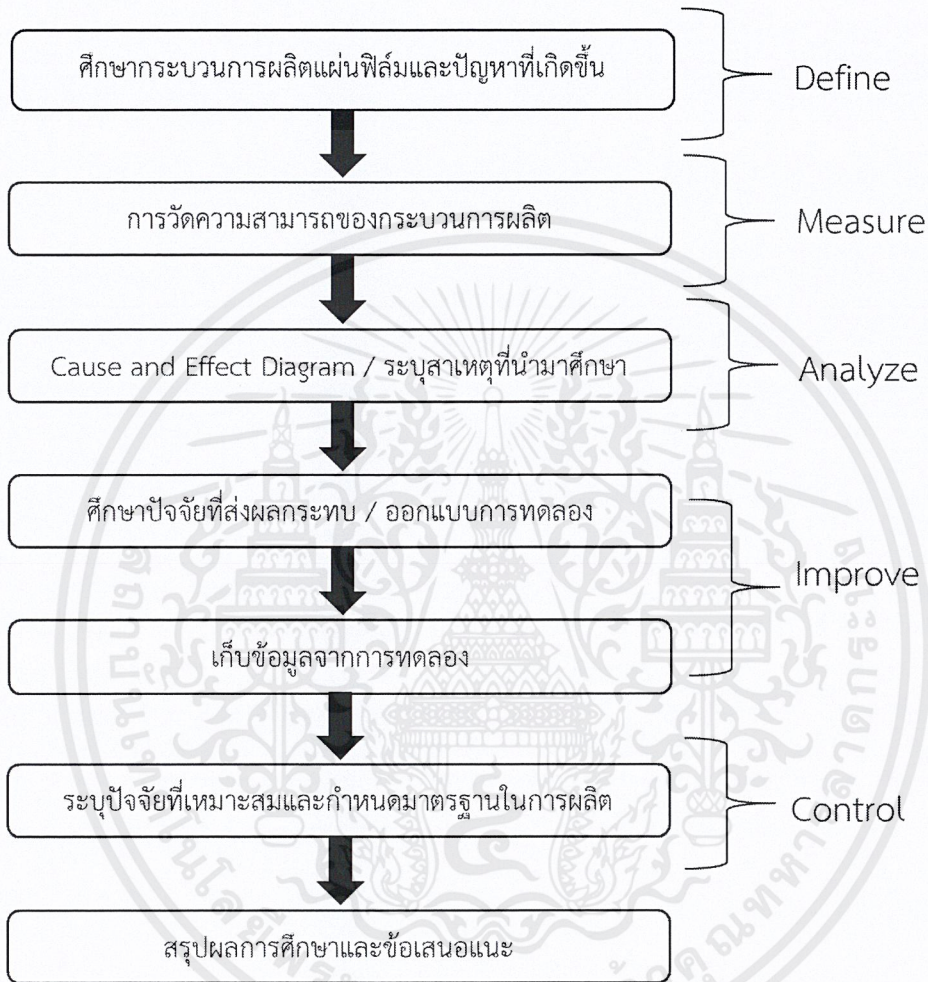 ศึกษากระบวนการผลิตแผ่นฟิล์มและปัญหาที่เกิดขึ้น
Define
การวัดความสามารถของกระบวนการผลิต
Measure
Cause and Effect Diagram / ระบุสาเหตุที่นำมาศึกษา
Analyze
ศึกษาปัจจัยที่ส่งผลกระทบ / ออกแบบการทดลอง
Improve
เก็บข้อมูลจากการทดลอง
ระบุปัจจัยที่เหมาะสมและกำหนดมาตรฐานในการผลิต
Control
สรุปผลการศึกษาและข้อเสนอแนะ